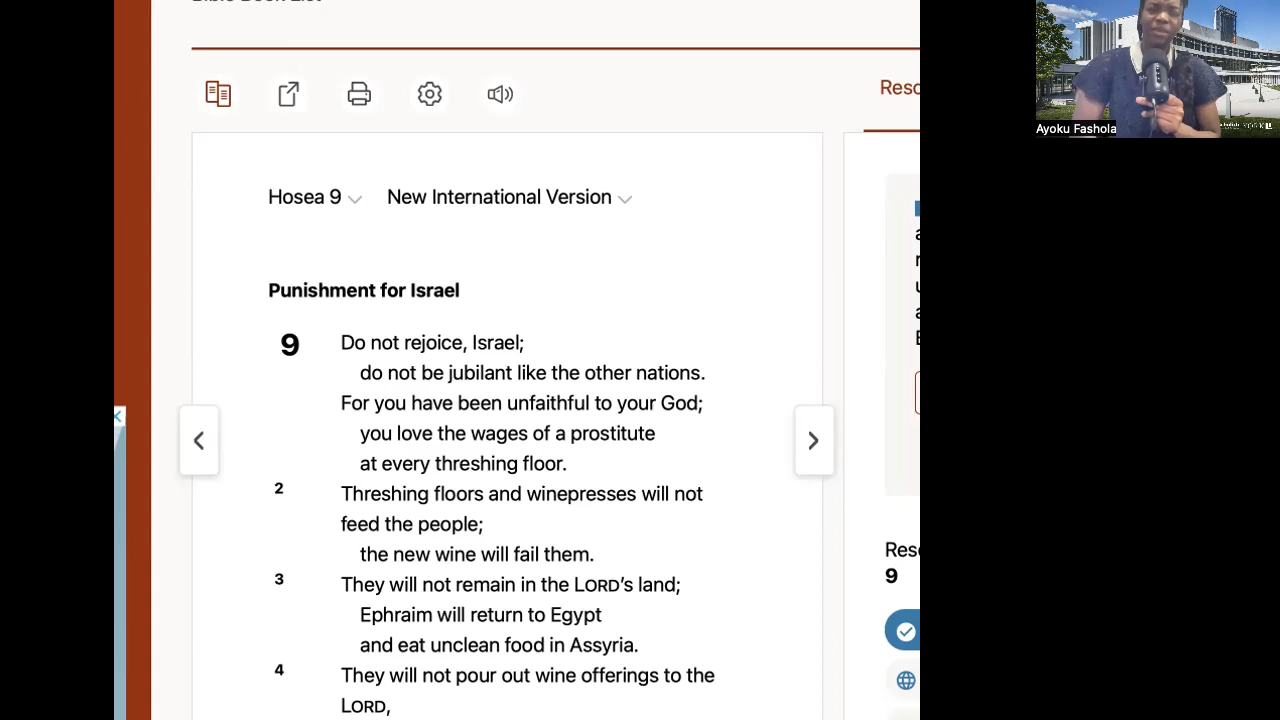 Hosea 9
New International Version
Punishment for Israel
9 Do not rejoice, Israel;
do not be jubilant like the other nations.
For you have been unfaithful to your God;
you love the wages of a prostitute
at every threshing floor.
2 Threshing floors and winepresses will not
feed the people;
the new wine will fail them.
3 They will not remain in the LORD’s land;
Ephraim will return to Egypt
and eat unclean food in Assyria.
4 They will not pour out wine offerings to the
LORD,
9
Ayoku Fashola